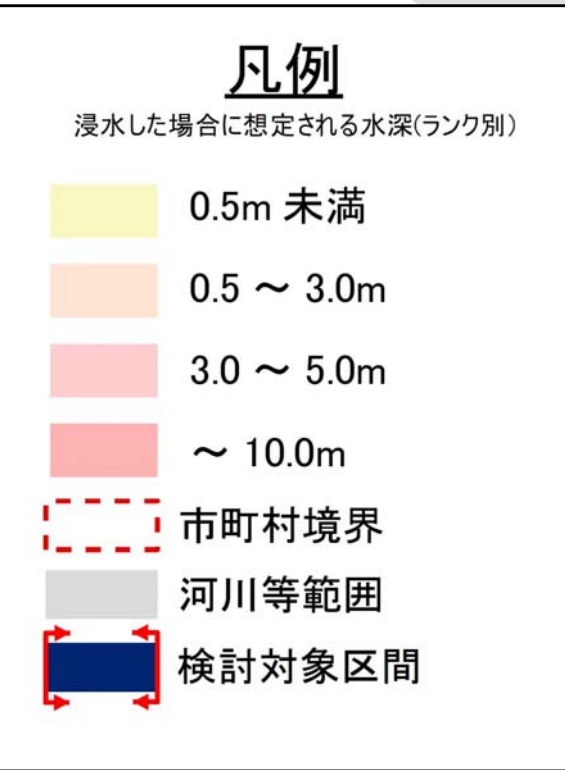 凡例
浸水した場合に想定される水深(ランク別)
0.5m 未満
0.5 ～ 3.0m
3.0 ～ 5.0m
～ 10.0m
市町村境界
河川等範囲
検討対象区間